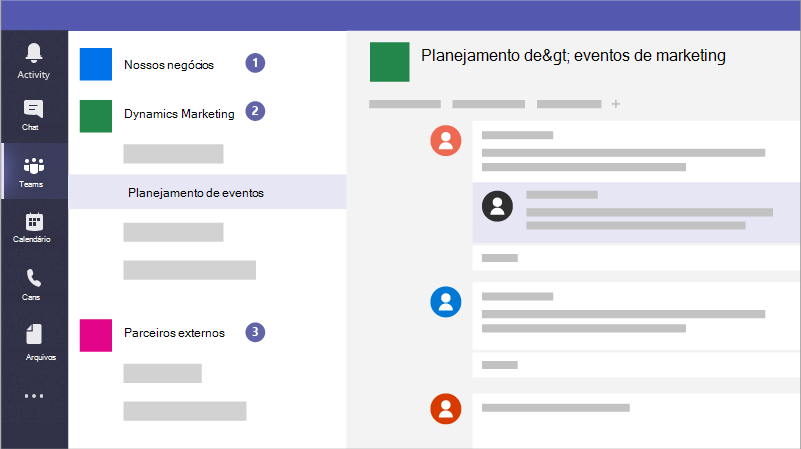 Activity
Chat
Teams
Calendário
Cans
Arquivos
Nossos negócios 1
Dynamics Marketing 2
Planejamento de eventos
Parceiros externos 3
Planejamento de&gt; eventos de marketing